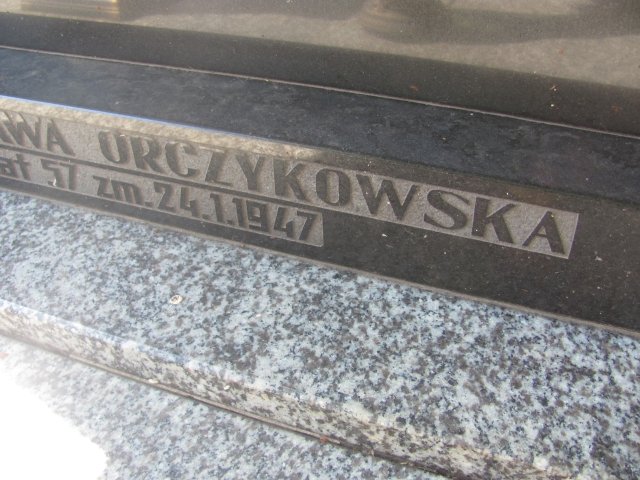 AWA ORCZYKOWSKA
at 57 zm. 24.1.1947